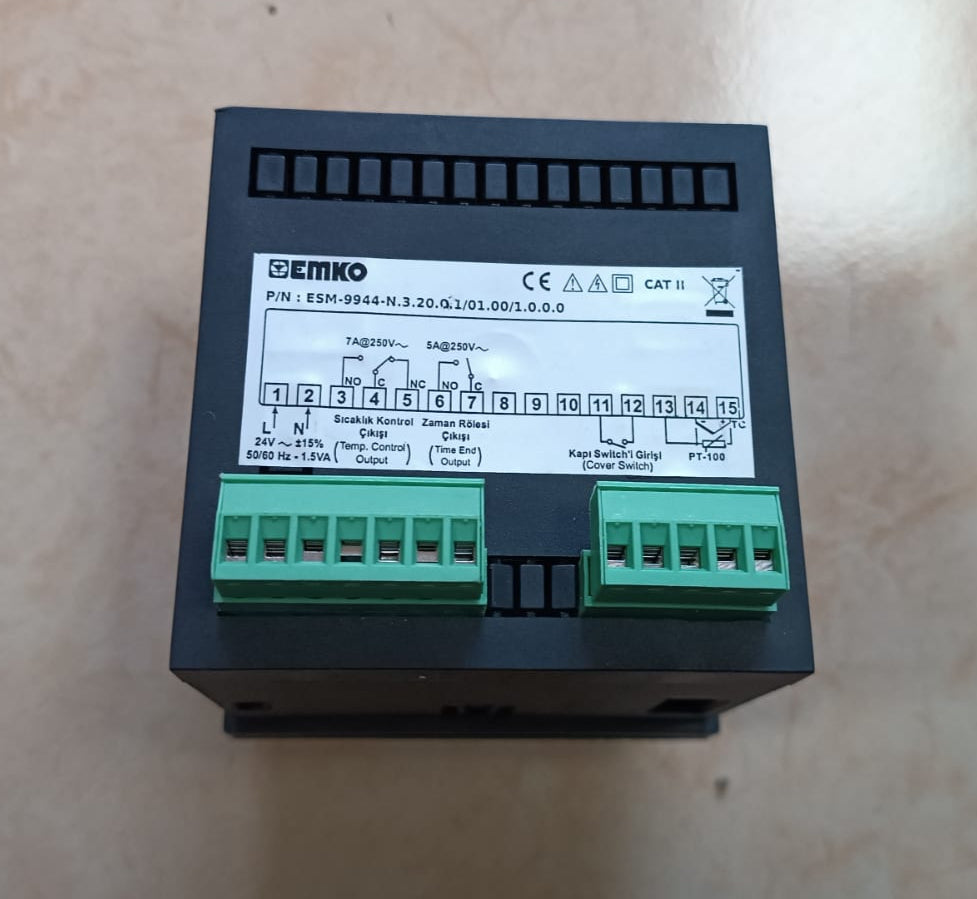 EMKO
CE CAT II
P/N : ESM-9944-N.3.20.0.1/01.00/1.0.0.0
7A@250V~ 5A@250V~
NO C NC NO C
1 2 3 4 5 6 7 8 9 10 11 12 13 14 15
L N
- + TC
24V ~ ±15%
50/60 Hz - 1.5VA
Sıcaklık Kontrol
Çıkışı
(Temp. Control
Output)
Zaman Rölesi
Çıkışı
(Time End
Output)
Kapı Switch'i Girişi
(Cover Switch)
PT-100